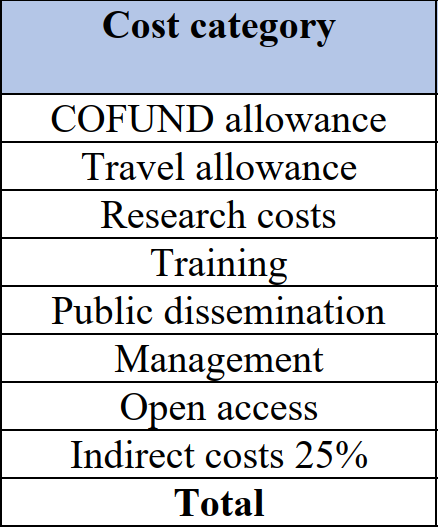 Cost category
COFUND allowance
Travel allowance
Research costs
Training
Public dissemination
Management
Open access
Indirect costs 25%
Total